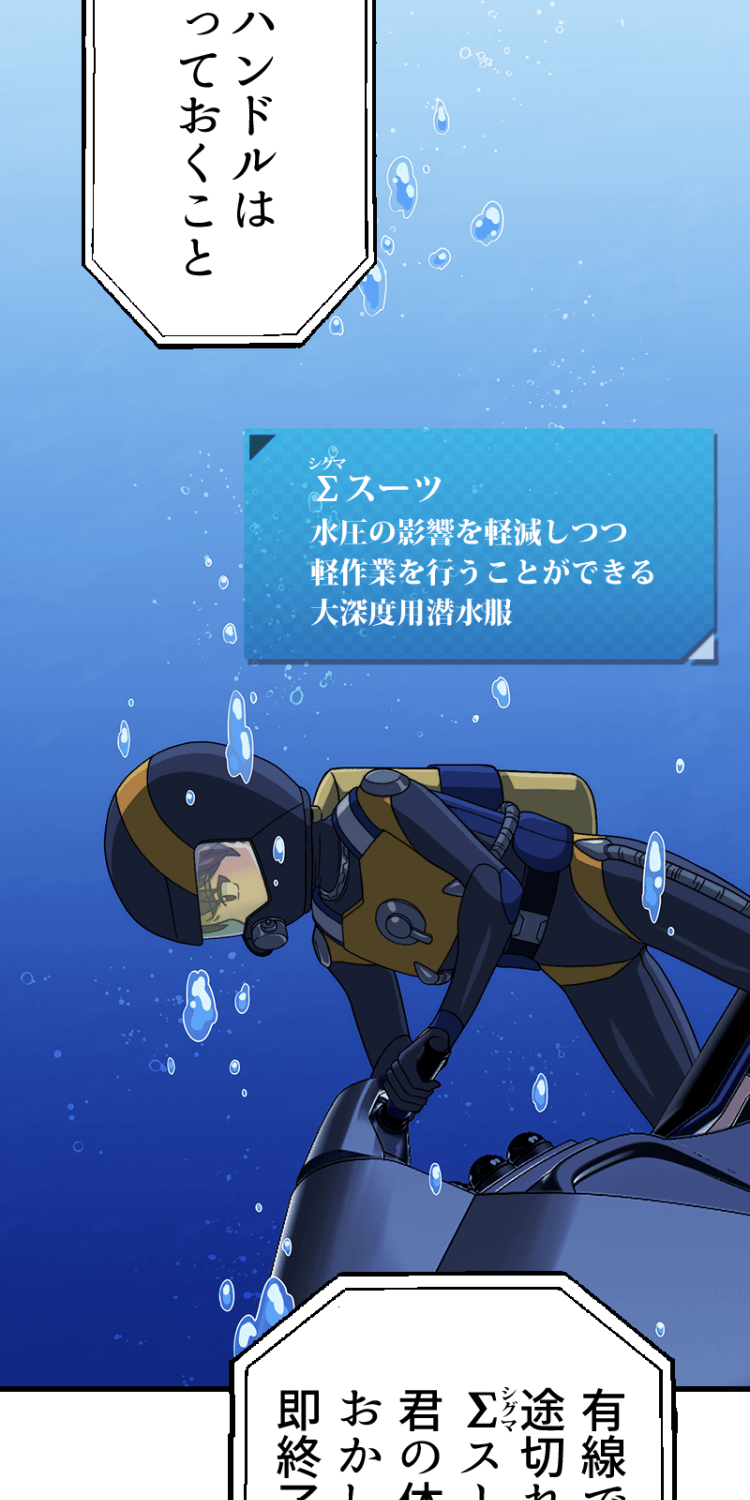 ハンドルは
っておくこと
シグマ
Σスーツ
水圧の影響を軽減しつつ
軽作業を行うことができる
大深度用潜水服
有線で
途切れ
シグマ
Σスー
君の体
おかし
即終了